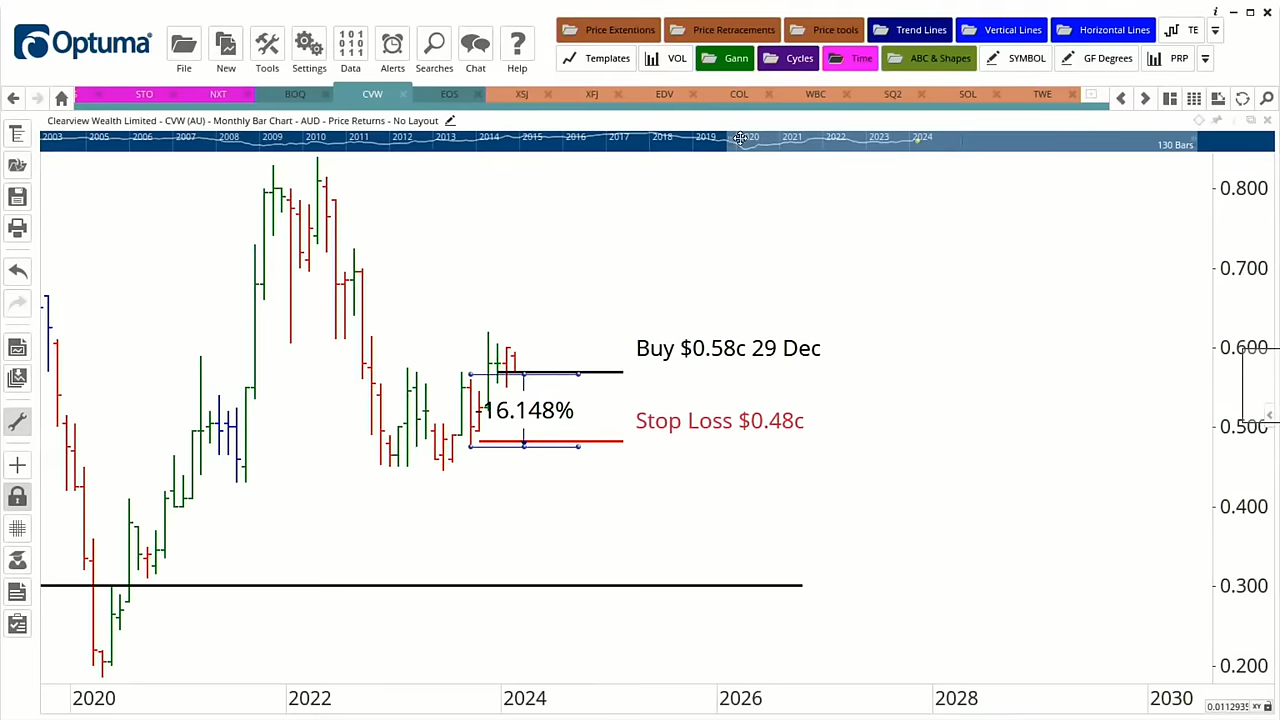 i
Optuma
File New Tools Settings Data Alerts Searches Chat Help
Price Extentions Price Retracements Price tools Trend Lines Vertical Lines Horizontal Lines TE
Templates VOL Gann Cycles Time ABC & Shapes SYMBOL GF Degrees PRP
STO NXT BOQ CVW EOS XSJ XFJ EDV COL WBC SQ2 SOL TWE
Clearview Wealth Limited - CVW (AU) - Monthly Bar Chart - AUD - Price Returns - No Layout
2003 2005 2006 2007 2008 2009 2010 2011 2012 2013 2014 2015 2016 2017 2018 2019 2020 2021 2022 2023 2024
130 Bars
0.800
0.700
0.600
Buy $0.58c 29 Dec
16.148%
Stop Loss $0.48c
0.500
0.400
0.300
0.200
2020 2022 2024 2026 2028 2030
XY